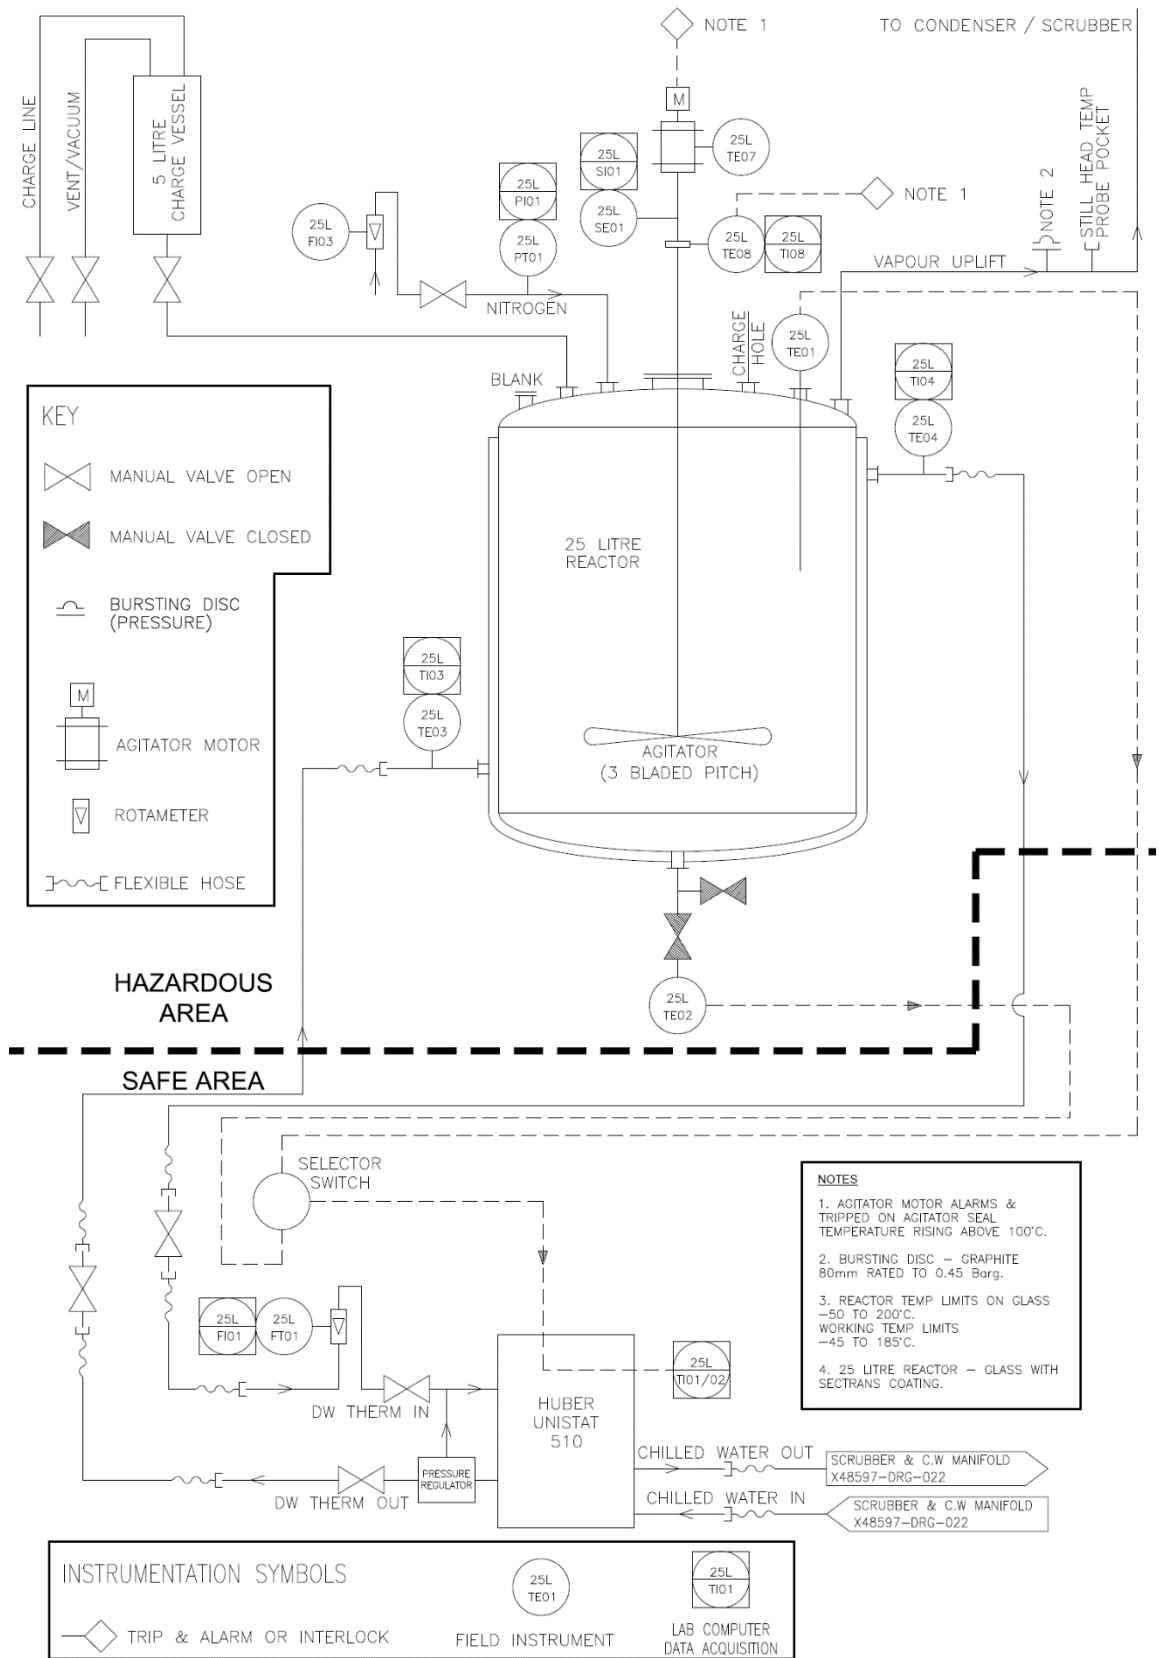 TO CONDENSER / SCRUBBER
NOTE 1
CHARGE LINE
VENT/VACUUM
5 LITRE
CHARGE VESSEL
M
25L
TE07
25L
SI01
25L
SE01
25L
PI01
25L
PT01
25L
FI03
NITROGEN
25L
TE08
25L
TI08
NOTE 1
NOTE 2
STILL HEAD TEMP
PROBE POCKET
VAPOUR UPLIFT
CHARGE
HOLE
25L
TE01
25L
TI04
25L
TE04
BLANK
KEY
MANUAL VALVE OPEN
MANUAL VALVE CLOSED
BURSTING DISC
(PRESSURE)
M
AGITATOR MOTOR
ROTAMETER
FLEXIBLE HOSE
25 LITRE
REACTOR
25L
TI03
25L
TE03
AGITATOR
(3 BLADED PITCH)
25L
TE02
HAZARDOUS
AREA
SAFE AREA
SELECTOR
SWITCH
25L
FI01
25L
FT01
DW THERM IN
DW THERM OUT
PRESSURE
REGULATOR
HUBER
UNISTAT
510
25L
TI01/02
CHILLED WATER OUT
CHILLED WATER IN
SCRUBBER & C.W MANIFOLD
X48597-DRG-022
SCRUBBER & C.W MANIFOLD
X48597-DRG-022
NOTES
1. AGITATOR MOTOR ALARMS &
TRIPPED ON AGITATOR SEAL
TEMPERATURE RISING ABOVE 100°C.
2. BURSTING DISC – GRAPHITE
80mm RATED TO 0.45 Barg.
3. REACTOR TEMP LIMITS ON GLASS
–50 TO 200°C.
WORKING TEMP LIMITS
–45 TO 185°C.
4. 25 LITRE REACTOR – GLASS WITH
SECTRANS COATING.
INSTRUMENTATION SYMBOLS
TRIP & ALARM OR INTERLOCK
25L
TE01
FIELD INSTRUMENT
25L
TI01
LAB COMPUTER
DATA ACQUISITION